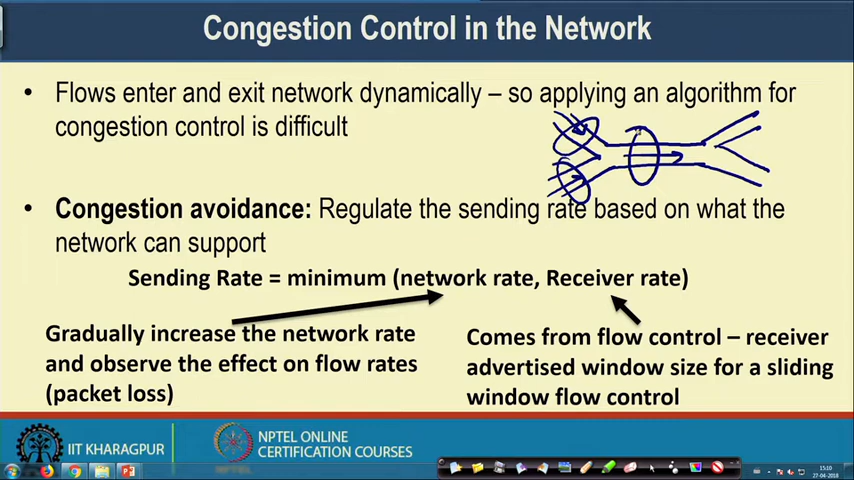 Congestion Control in the Network
• Flows enter and exit network dynamically – so applying an algorithm for
congestion control is difficult
• Congestion avoidance: Regulate the sending rate based on what the
network can support
Sending Rate = minimum (network rate, Receiver rate)
Gradually increase the network rate
and observe the effect on flow rates
(packet loss)
Comes from flow control – receiver
advertised window size for a sliding
window flow control
IIT KHARAGPUR
NPTEL ONLINE
CERTIFICATION COURSES
15:10
27-04-2018